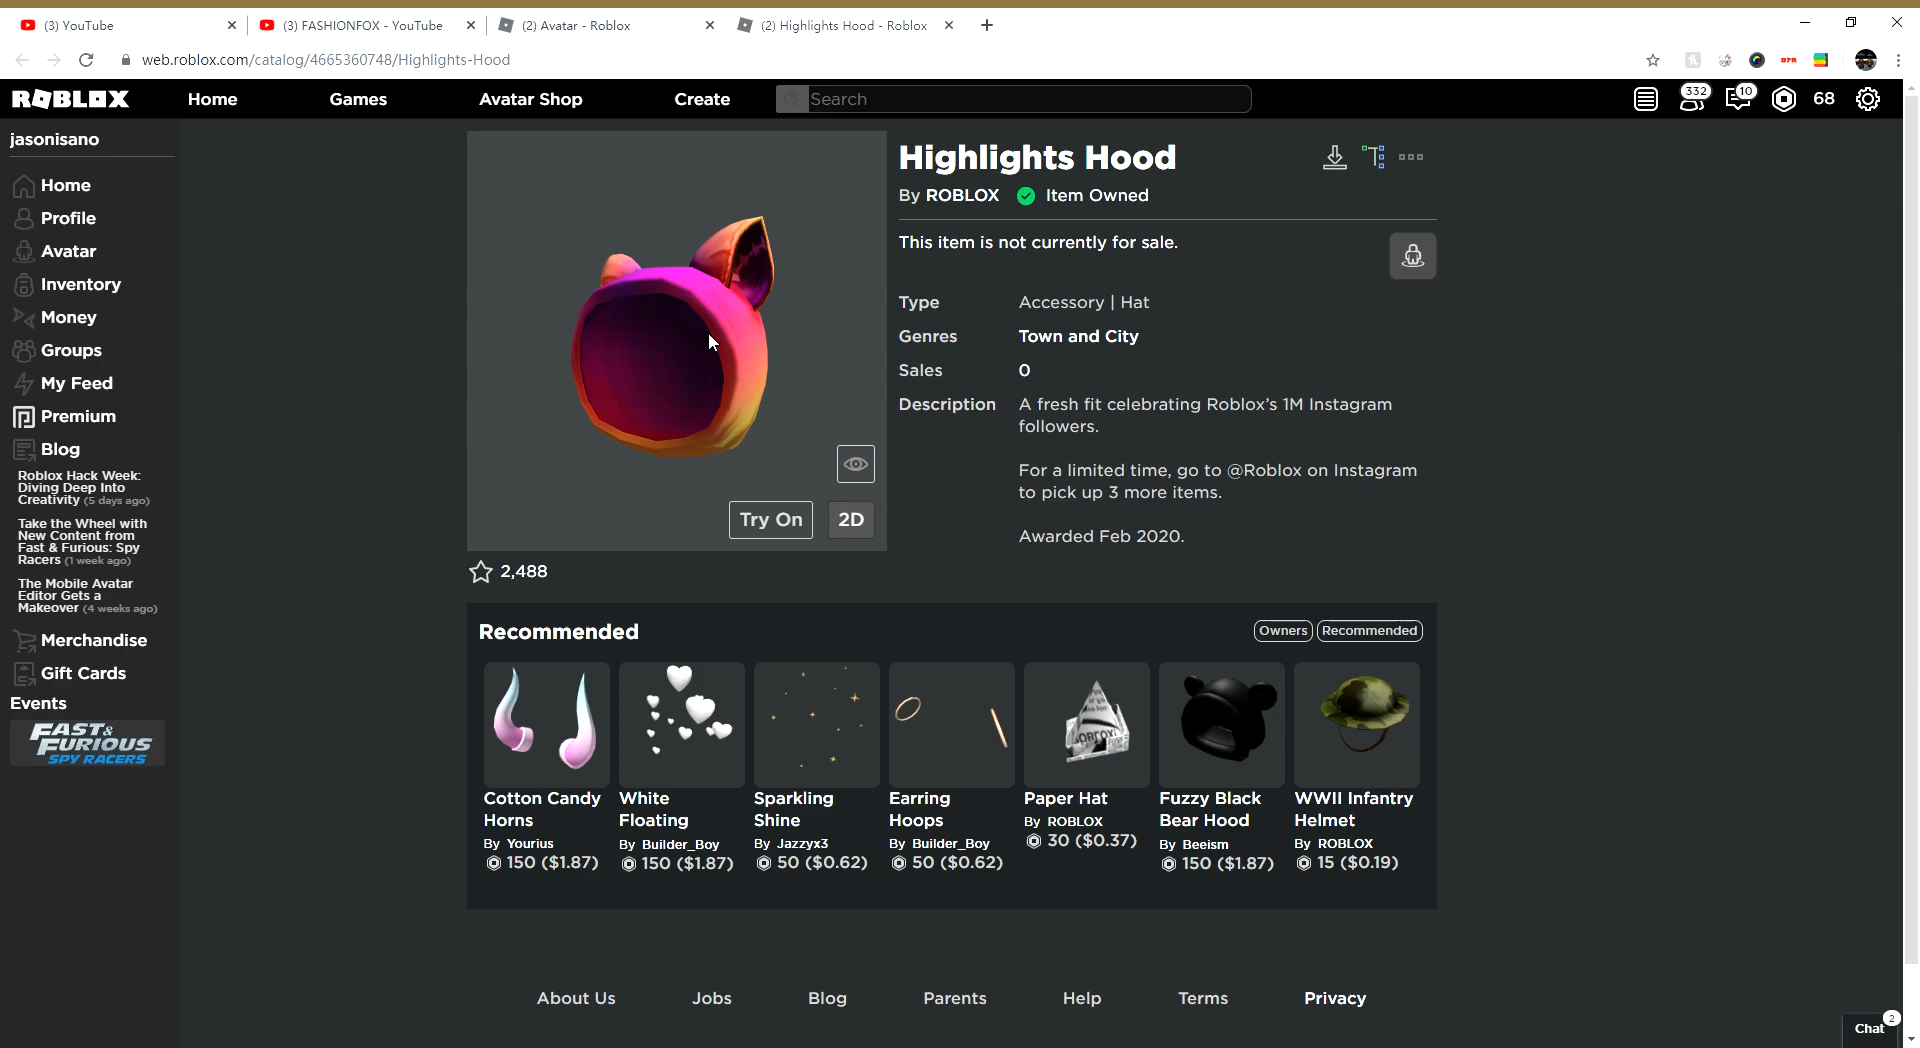 (3) YouTube
(3) FASHIONFOX - YouTube
(2) Avatar - Roblox
(2) Highlights Hood - Roblox
web.roblox.com/catalog/4665360748/Highlights-Hood
ROBLOX
Home
Games
Avatar Shop
Create
Search
332
10
68
jasonisano
Home
Profile
Avatar
Inventory
Money
Groups
My Feed
Premium
Blog
Roblox Hack Week:
Diving Deep Into
Creativity (5 days ago)
Take the Wheel with
New Content from
Fast & Furious: Spy
Racers (1 week ago)
The Mobile Avatar
Editor Gets a
Makeover (4 weeks ago)
Merchandise
Gift Cards
Events
FAST &
FURIOUS
SPY RACERS
Try On
2D
2,488
Highlights Hood
By ROBLOX Item Owned
This item is not currently for sale.
Type Accessory | Hat
Genres Town and City
Sales 0
Description A fresh fit celebrating Roblox's 1M Instagram
followers.
For a limited time, go to @Roblox on Instagram
to pick up 3 more items.
Awarded Feb 2020.
Recommended
Owners
Recommended
Cotton Candy
Horns
By Yourius
150 ($1.87)
White
Floating
By Builder_Boy
150 ($1.87)
Sparkling
Shine
By Jazzyx3
50 ($0.62)
Earring
Hoops
By Builder_Boy
50 ($0.62)
ROBLOX
Paper Hat
By ROBLOX
30 ($0.37)
Fuzzy Black
Bear Hood
By Beeism
150 ($1.87)
WWII Infantry
Helmet
By ROBLOX
15 ($0.19)
About Us
Jobs
Blog
Parents
Help
Terms
Privacy
Chat
2